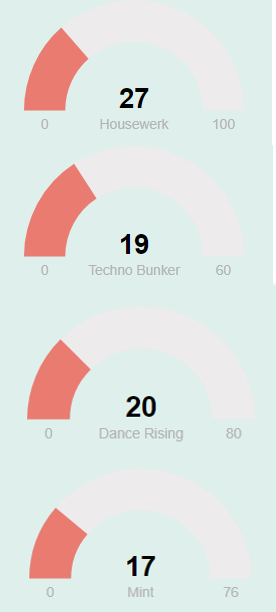 27
0 Housewerk 100
19
0 Techno Bunker 60
20
0 Dance Rising 80
17
0 Mint 76